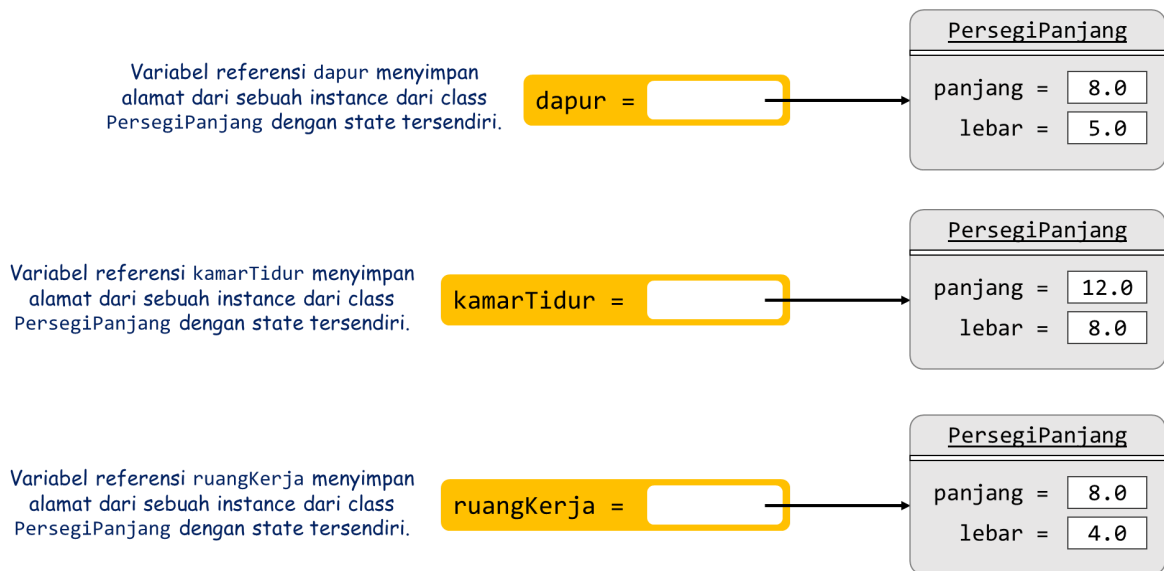 Variabel referensi dapur menyimpan
alamat dari sebuah instance dari class
PersegiPanjang dengan state tersendiri.
dapur =
PersegiPanjang
panjang = 8.0
lebar = 5.0
Variabel referensi kamarTidur menyimpan
alamat dari sebuah instance dari class
PersegiPanjang dengan state tersendiri.
kamarTidur =
PersegiPanjang
panjang = 12.0
lebar = 8.0
Variabel referensi ruangKerja menyimpan
alamat dari sebuah instance dari class
PersegiPanjang dengan state tersendiri.
ruangKerja =
PersegiPanjang
panjang = 8.0
lebar = 4.0